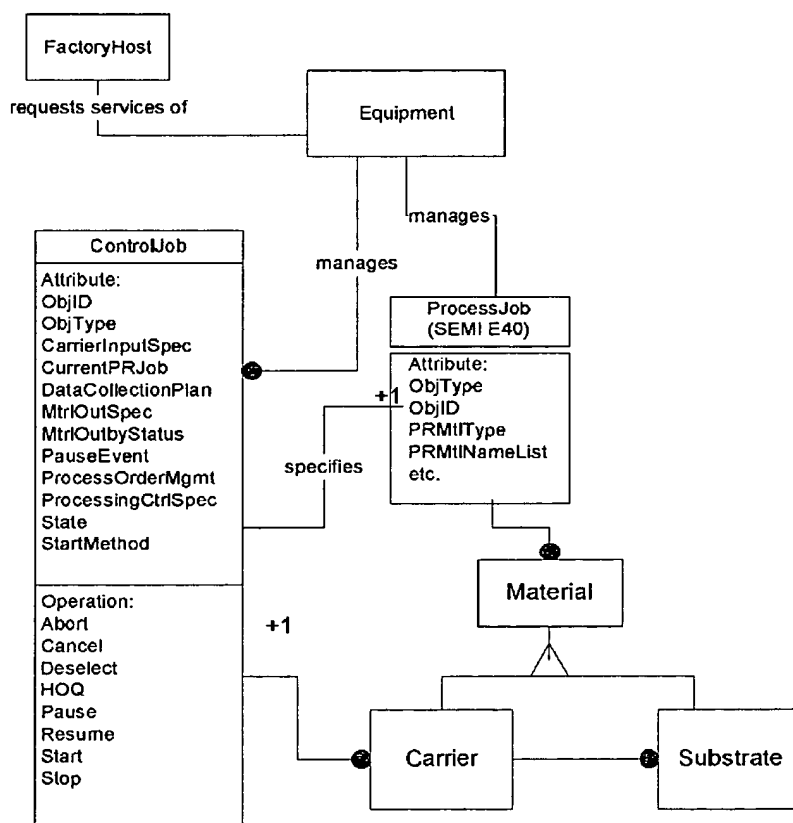 FactoryHost
requests services of
Equipment
manages
manages
ControlJob
Attribute:
ObjID
ObjType
CarrierInputSpec
CurrentPRJob
DataCollectionPlan
MtrlOutSpec
MtrlOutbyStatus
PauseEvent
ProcessOrderMgmt
ProcessingCtrlSpec
State
StartMethod
Operation:
Abort
Cancel
Deselect
HOQ
Pause
Resume
Start
Stop
ProcessJob
(SEMI E40)
Attribute:
ObjType
ObjID
PRMtlType
PRMtlNameList
etc.
+1
specifies
+1
Material
Carrier
Substrate